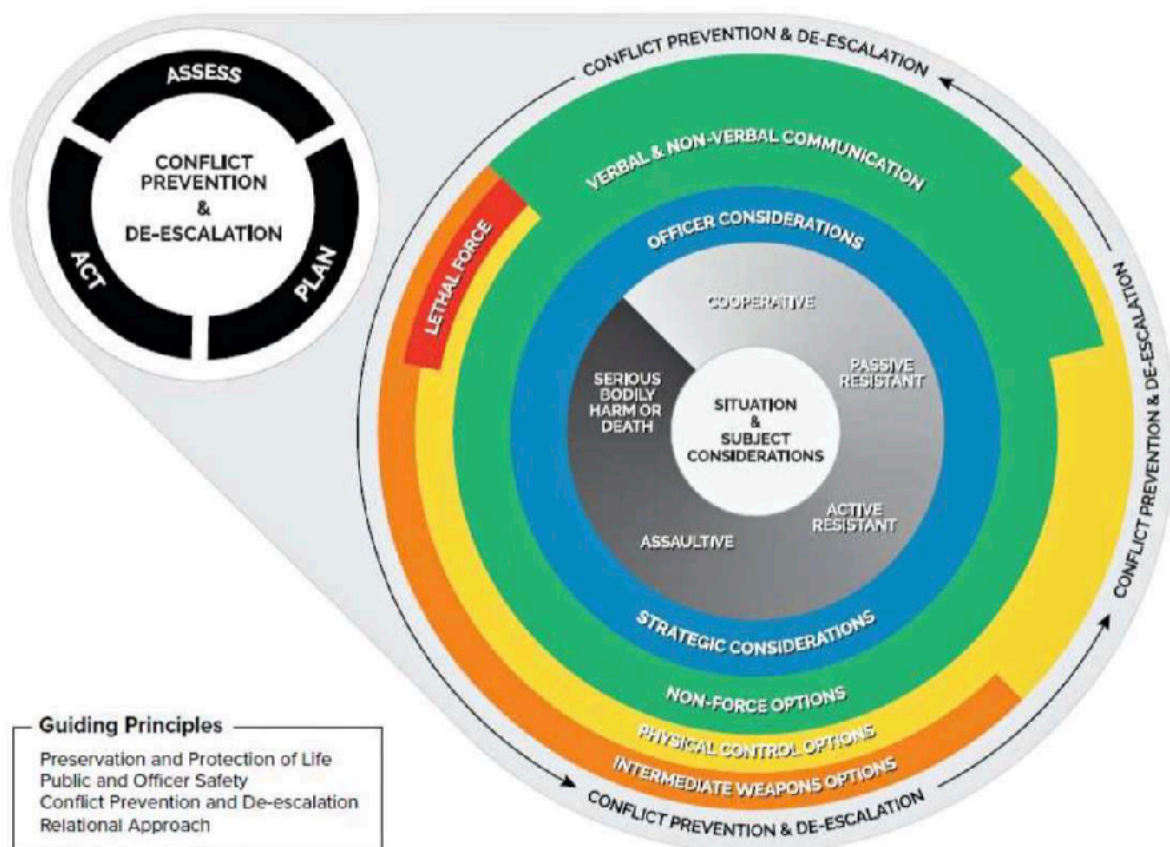 ASSESS
CONFLICT
PREVENTION
&
DE-ESCALATION
ACT
PLAN
CONFLICT PREVENTION & DE-ESCALATION
VERBAL & NON-VERBAL COMMUNICATION
OFFICER CONSIDERATIONS
LETHAL FORCE
COOPERATIVE
PASSIVE
RESISTANT
SERIOUS
BODILY
HARM OR
DEATH
SITUATION
&
SUBJECT
CONSIDERATIONS
CONFLICT PREVENTION & DE-ESCALATION
ACTIVE
RESISTANT
ASSAULTIVE
STRATEGIC CONSIDERATIONS
NON-FORCE OPTIONS
PHYSICAL CONTROL OPTIONS
INTERMEDIATE WEAPONS OPTIONS
CONFLICT PREVENTION & DE-ESCALATION
Guiding Principles
Preservation and Protection of Life
Public and Officer Safety
Conflict Prevention and De-escalation
Relational Approach